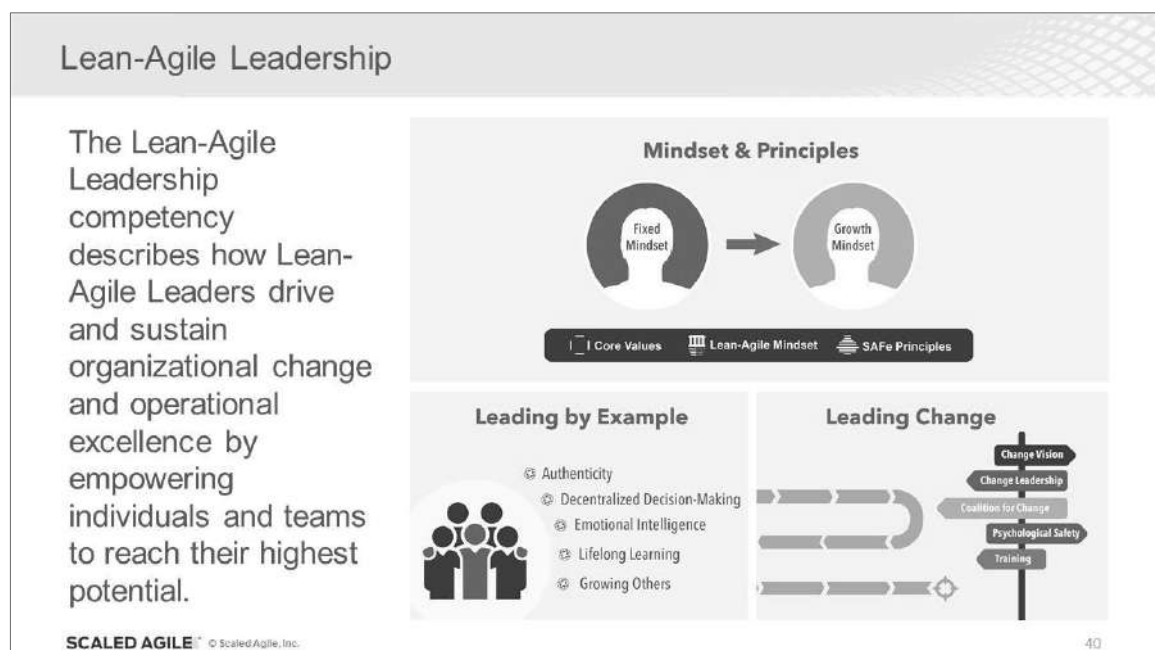 Lean-Agile Leadership
The Lean-Agile
Leadership
competency
describes how Lean-
Agile Leaders drive
and sustain
organizational change
and operational
excellence by
empowering
individuals and teams
to reach their highest
potential.
Mindset & Principles
Fixed
Mindset
Growth
Mindset
Core Values
Lean-Agile Mindset
SAFe Principles
Leading by Example
Authenticity
Decentralized Decision-Making
Emotional Intelligence
Lifelong Learning
Growing Others
Leading Change
Change Vision
Change Leadership
Coalition for Change
Psychological Safety
Training
SCALED AGILE © Scaled Agile, Inc.
40